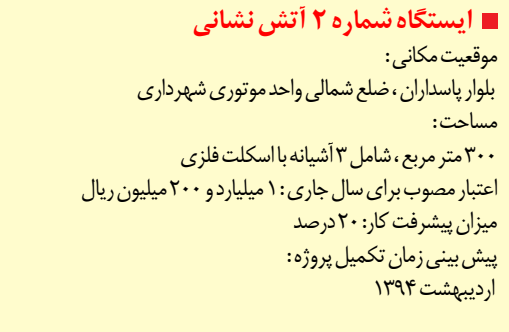 ایستگاه شماره ۲ آتش نشانی
موقعیت مکانی:
بلوار پاسداران، ضلع شمالی واحد موتوری شهرداری
مساحت:
۳۰۰ متر مربع، شامل ۳ آشیانه با اسکلت فلزی
اعتبار مصوب برای سال جاری: ۱ میلیارد و ۲۰۰ میلیون ریال
میزان پیشرفت کار: ۲۰ درصد
پیش بینی زمان تکمیل پروژه:
اردیبهشت ۱۳۹۴